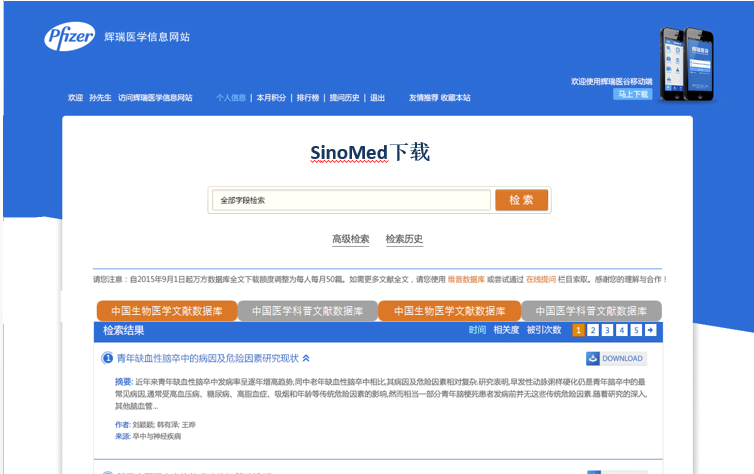 Pfizer 辉瑞医学信息网站
欢迎使用辉瑞医谷移动端
马上下载
欢迎 孙先生 访问辉瑞医学信息网站 个人信息 | 本月积分 | 排行榜 | 提问历史 | 退出 友情推荐 收藏本站
SinoMed下载
全部字段检索 检 索
高级检索 检索历史
请您注意：自2015年9月1日起万方数据库全文下载额度调整为每人每月50篇。如需更多文献全文，请您使用 维普数据库 或尝试通过 在线提问 栏目索取。感谢您的理解与合作！
中国生物医学文献数据库 中国医学科普文献数据库 中国生物医学文献数据库 中国医学科普文献数据库
检索结果 时间 相关度 被引次数 1 2 3 4 5
1 青年缺血性脑卒中的病因及危险因素研究现状 DOWNLOAD
摘要: 近年来青年缺血性脑卒中发病率呈逐年增高趋势,同中老年缺血性脑卒中相比,其病因及危险因素相对复杂.研究表明,早发性动脉粥样硬化仍是青年脑卒中的最
常见病因,通常受高血压病、糖尿病、高脂血症、吸烟和年龄等传统危险因素的影响,然而相当一部分青年脑梗死患者发病前并无这些传统危险因素.随着研究的深入,
其他脑血管...
作者: 刘颖颖; 韩有泽; 王晔
来源: 卒中与神经疾病